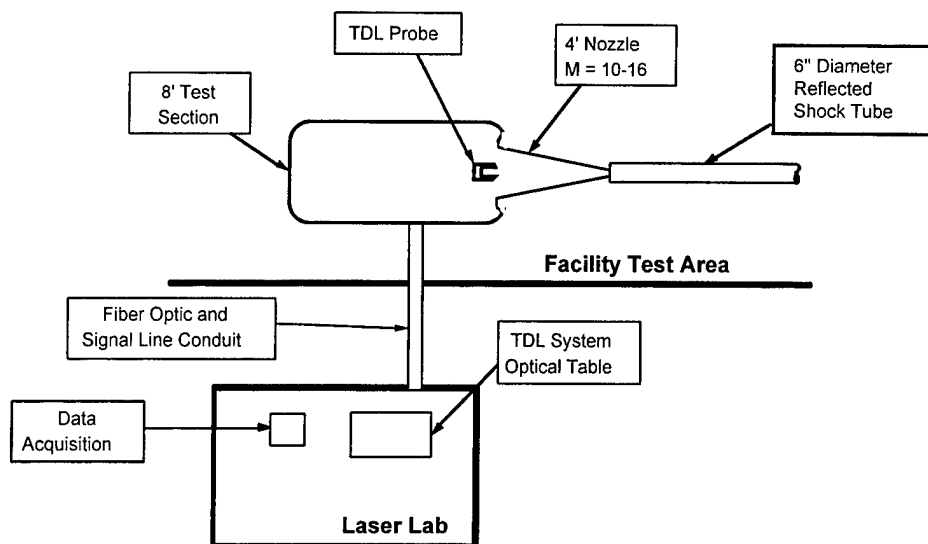 TDL Probe
4' Nozzle
M = 10-16
6" Diameter
Reflected
Shock Tube
8' Test
Section
Facility Test Area
Fiber Optic and
Signal Line Conduit
TDL System
Optical Table
Data
Acquisition
Laser Lab